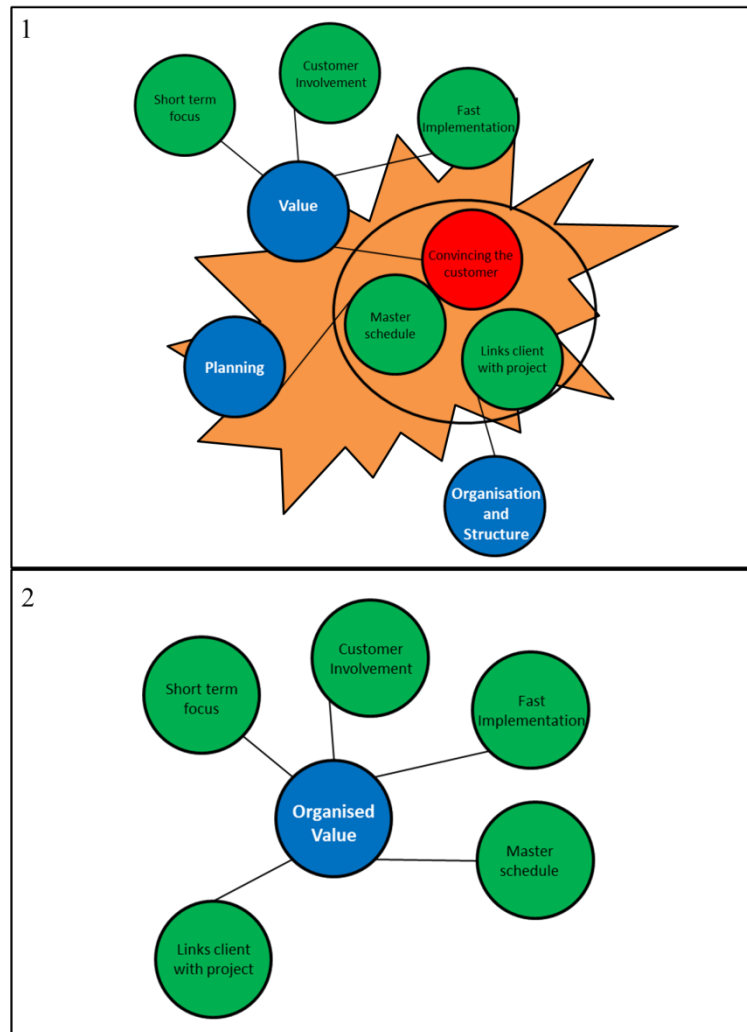 1
Customer
Involvement
Short term
focus
Fast
Implementation
Value
Convincing the
customer
Master
schedule
Links client
with project
Planning
Organisation
and
Structure
2
Customer
Involvement
Short term
focus
Fast
Implementation
Organised
Value
Master
schedule
Links client
with project